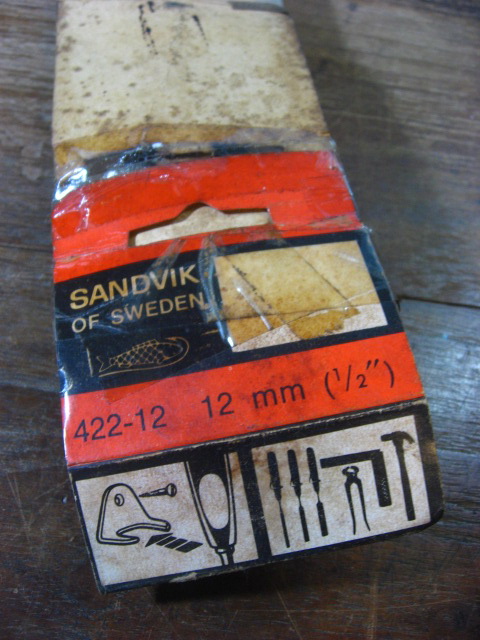 SANDVIK
OF SWEDEN
422-12 12 mm (1/2")